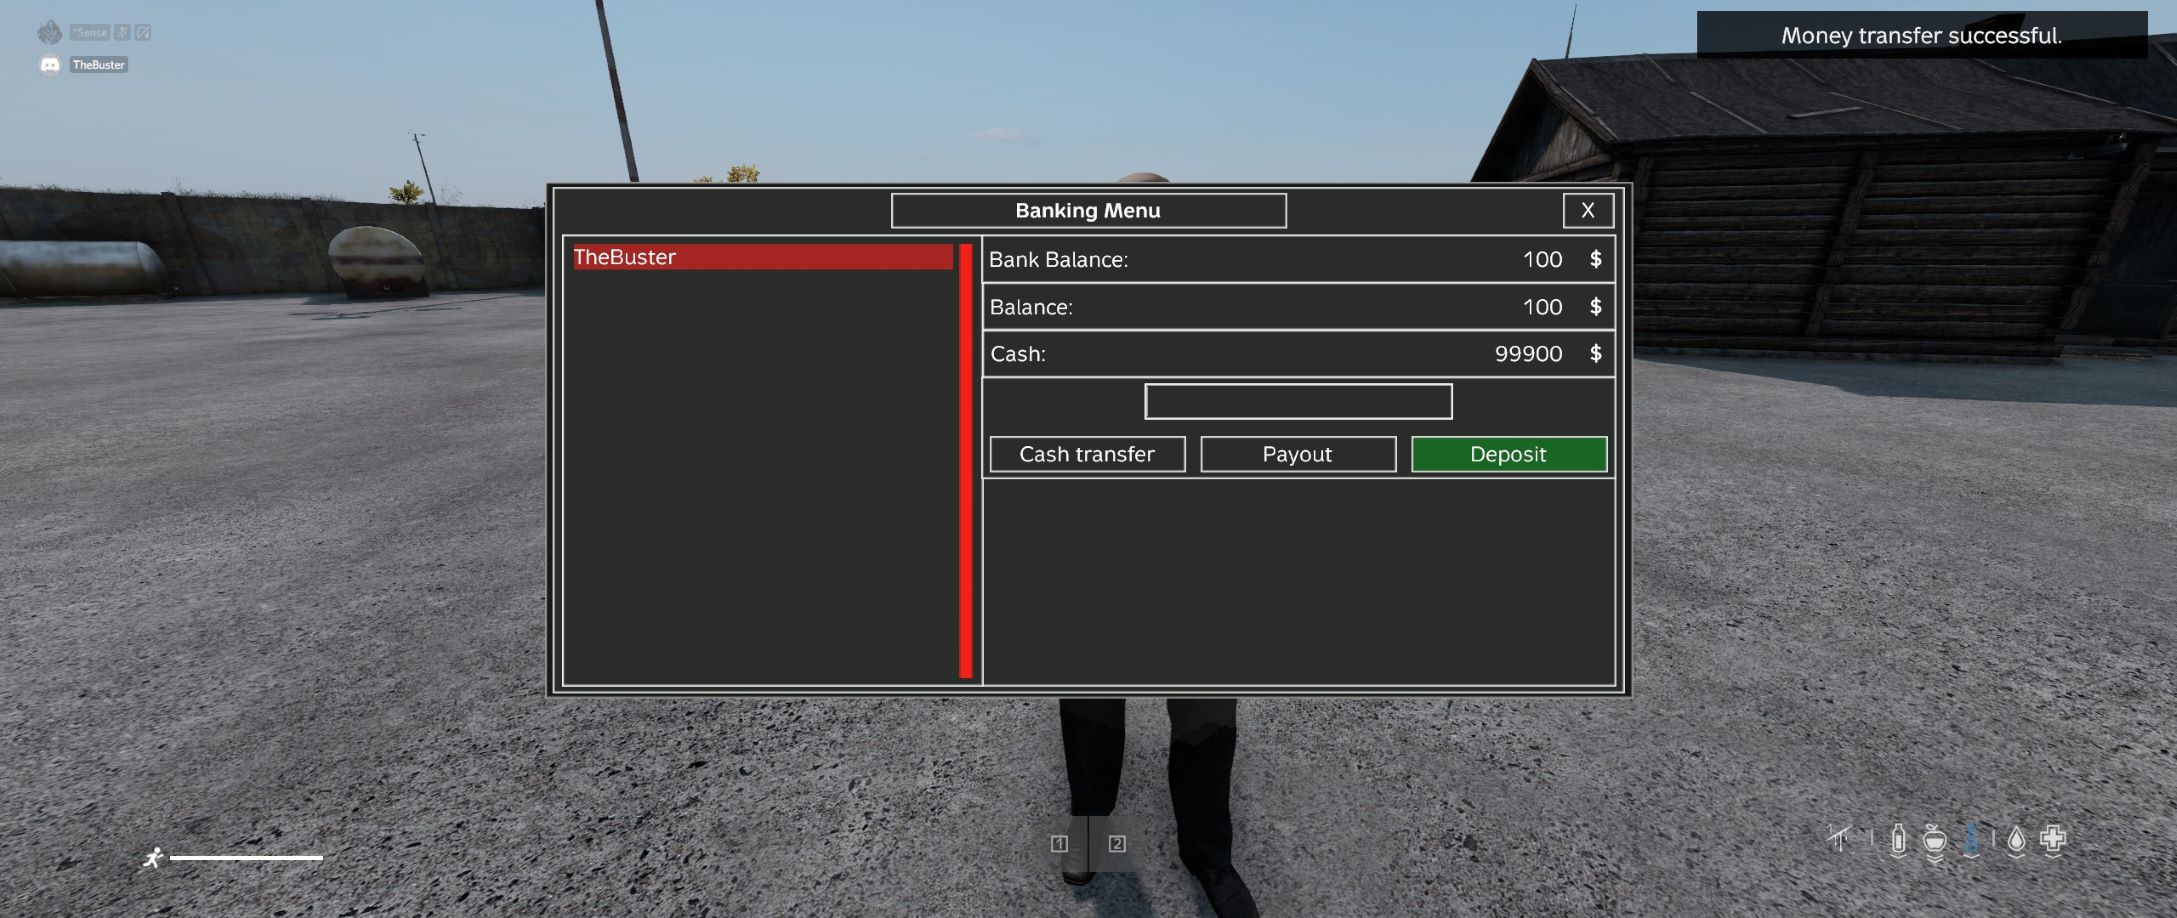 *Sense
TheBuster
Money transfer successful.
Banking Menu
X
TheBuster
Bank Balance: 100 $
Balance: 100 $
Cash: 99900 $
Cash transfer
Payout
Deposit
1
2